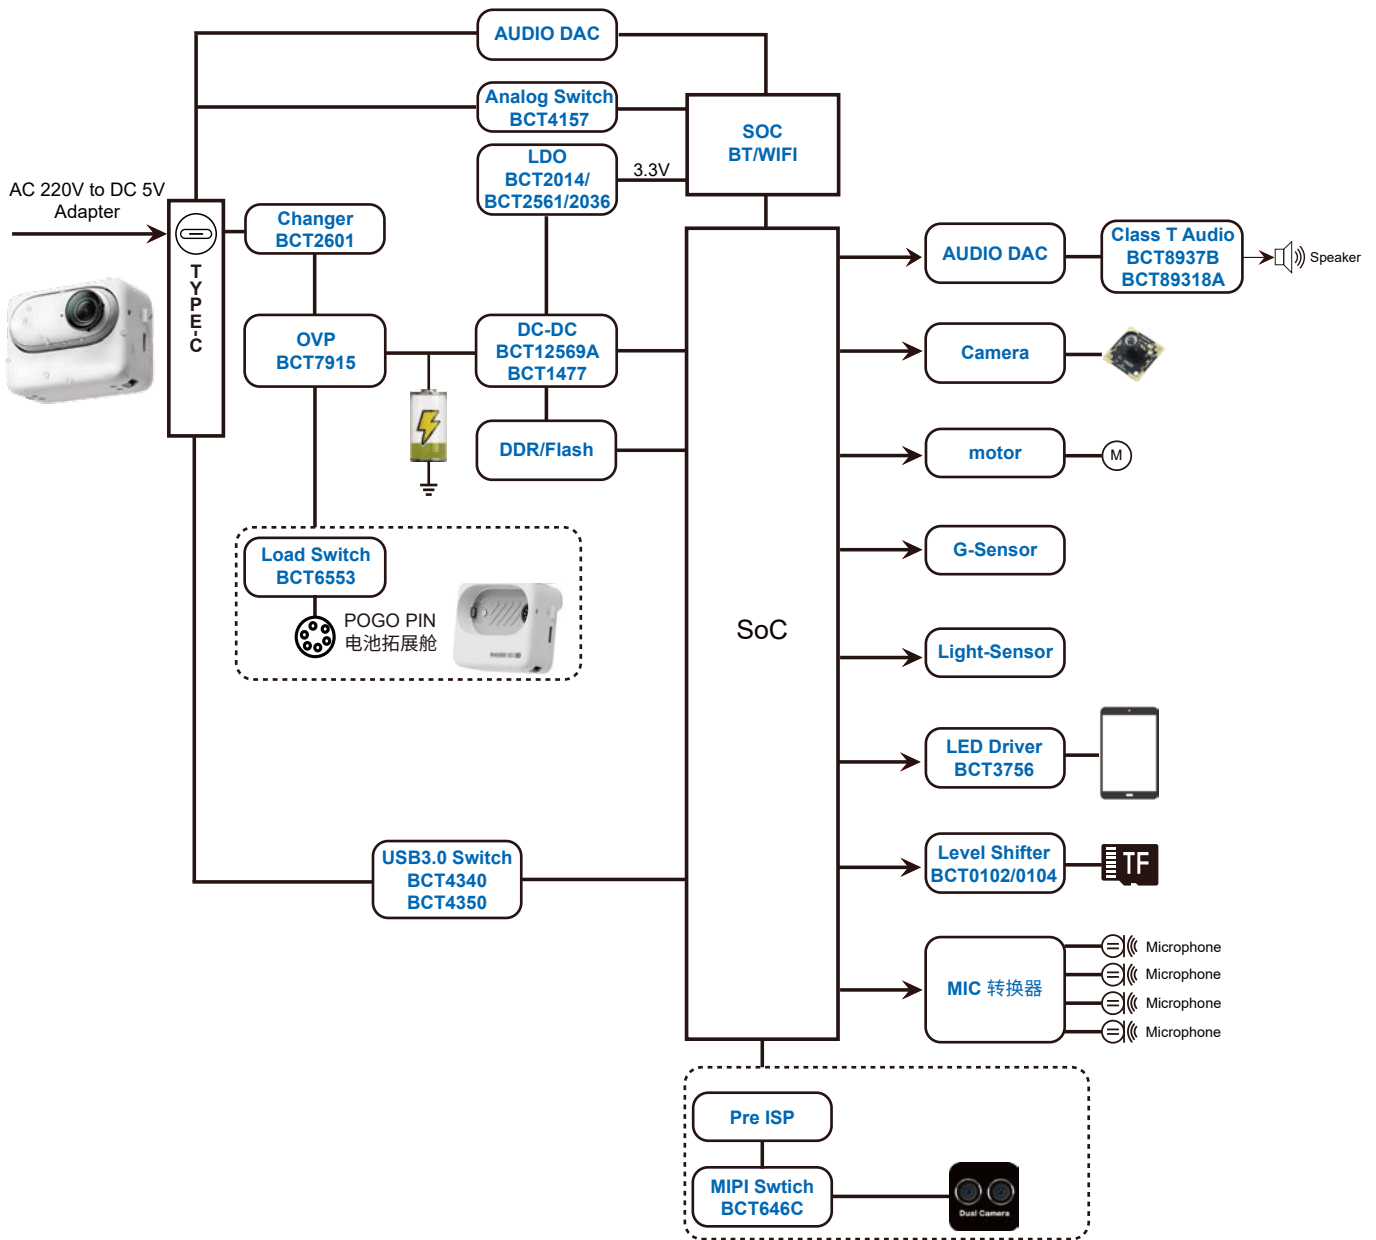 AUDIO DAC
Analog Switch
BCT4157
SOC
BT/WIFI
LDO
BCT2014/
BCT2561/2036
3.3V
AC 220V to DC 5V
Adapter
TYPE-C
Changer
BCT2601
OVP
BCT7915
DC-DC
BCT12569A
BCT1477
DDR/Flash
Load Switch
BCT6553
POGO PIN
电池拓展舱
USB3.0 Switch
BCT4340
BCT4350
SoC
AUDIO DAC
Class T Audio
BCT8937B
BCT89318A
Speaker
Camera
motor
M
G-Sensor
Light-Sensor
LED Driver
BCT3756
Level Shifter
BCT0102/0104
TF
MIC 转换器
Microphone
Microphone
Microphone
Microphone
Pre ISP
MIPI Swtich
BCT646C
Dual Camera